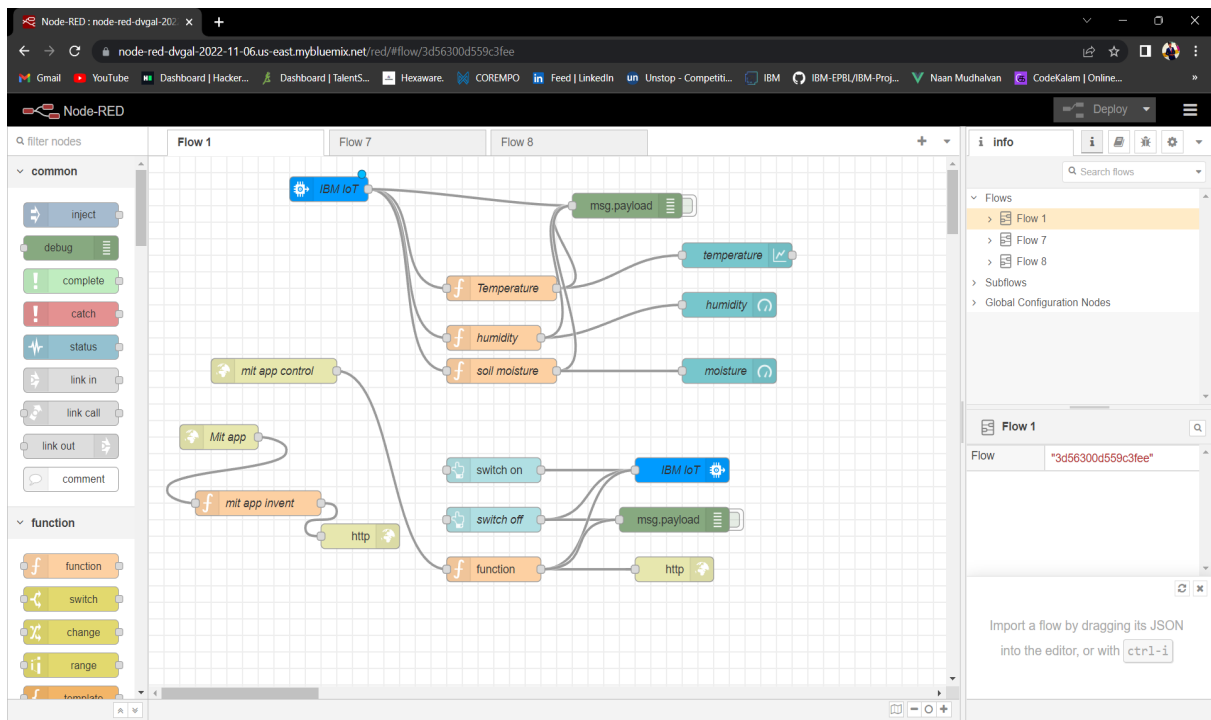 Node-RED : node-red-dvgal-202
node-red-dvgal-2022-11-06.us-east.mybluemix.net/red/#flow/3d56300d559c3fee
Gmail YouTube Dashboard | Hacker... Dashboard | TalentS... Hexaware. COREMPO Feed | LinkedIn Unstop - Competiti... IBM IBM-EPBL/IBM-Proj... Naan Mudhalvan CodeKalam | Online... »
Node-RED
Deploy
filter nodes
Flow 1
Flow 7
Flow 8
info
common
Search flows
inject
debug
complete
catch
status
link in
link call
link out
comment
function
function
switch
change
range
template
IBM IoT
msg.payload
temperature
Temperature
humidity
humidity
soil moisture
moisture
mit app control
Mit app
mit app invent
http
switch on
IBM IoT
switch off
msg.payload
function
http
Flows
Flow 1
Flow 7
Flow 8
Subflows
Global Configuration Nodes
Flow 1
Flow "3d56300d559c3fee"
Import a flow by dragging its JSON
into the editor, or with ctrl-i